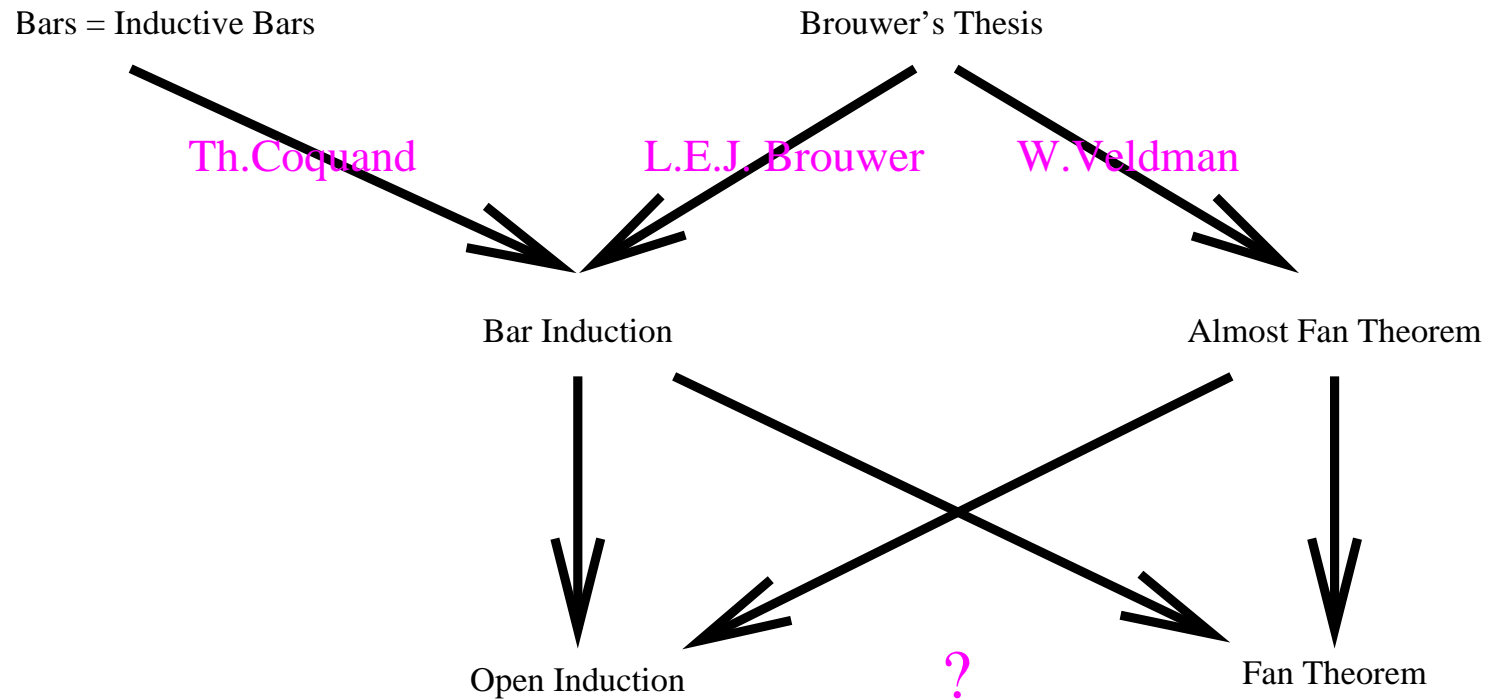 Bars = Inductive Bars
Brouwer’s Thesis
Th.Coquand
L.E.J. Brouwer
W.Veldman
Bar Induction
Almost Fan Theorem
Open Induction
?
Fan Theorem